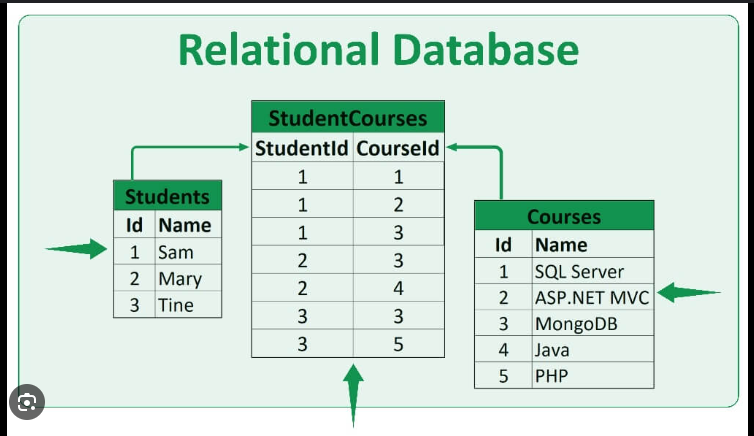 Relational Database
StudentCourses
StudentId CourseId
1 1
1 2
1 3
2 3
2 4
3 3
3 5
Students
Id Name
1 Sam
2 Mary
3 Tine
Courses
Id Name
1 SQL Server
2 ASP.NET MVC
3 MongoDB
4 Java
5 PHP